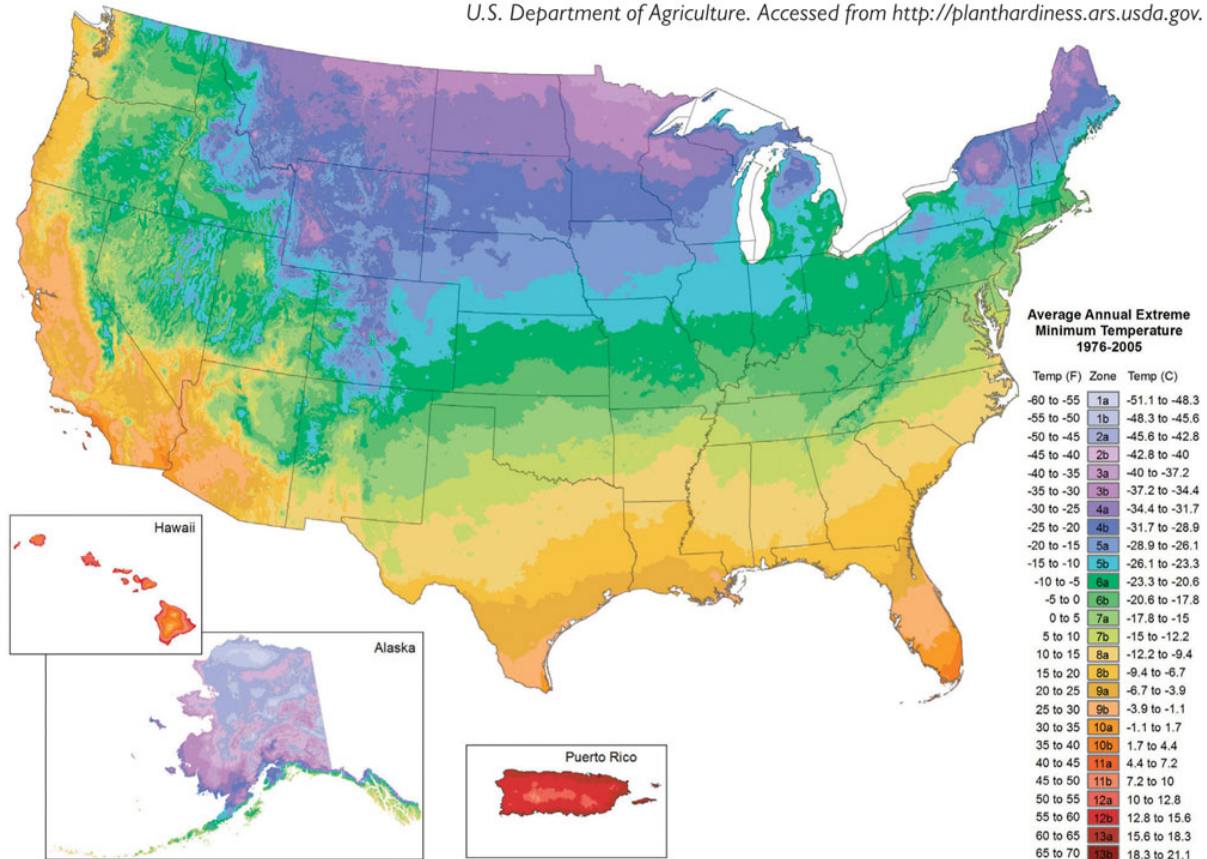 U.S. Department of Agriculture. Accessed from http://planthardiness.ars.usda.gov.
Average Annual Extreme
Minimum Temperature
1976-2005
Temp (F) Zone Temp (C)
-60 to -55 1a -51.1 to -48.3
-55 to -50 1b -48.3 to -45.6
-50 to -45 2a -45.6 to -42.8
-45 to -40 2b -42.8 to -40
-40 to -35 3a -40 to -37.2
-35 to -30 3b -37.2 to -34.4
-30 to -25 4a -34.4 to -31.7
-25 to -20 4b -31.7 to -28.9
-20 to -15 5a -28.9 to -26.1
-15 to -10 5b -26.1 to -23.3
-10 to -5 6a -23.3 to -20.6
-5 to 0 6b -20.6 to -17.8
0 to 5 7a -17.8 to -15
5 to 10 7b -15 to -12.2
10 to 15 8a -12.2 to -9.4
15 to 20 8b -9.4 to -6.7
20 to 25 9a -6.7 to -3.9
25 to 30 9b -3.9 to -1.1
30 to 35 10a -1.1 to 1.7
35 to 40 10b 1.7 to 4.4
40 to 45 11a 4.4 to 7.2
45 to 50 11b 7.2 to 10
50 to 55 12a 10 to 12.8
55 to 60 12b 12.8 to 15.6
60 to 65 13a 15.6 to 18.3
65 to 70 13b 18.3 to 21.1
Hawaii
Alaska
Puerto Rico